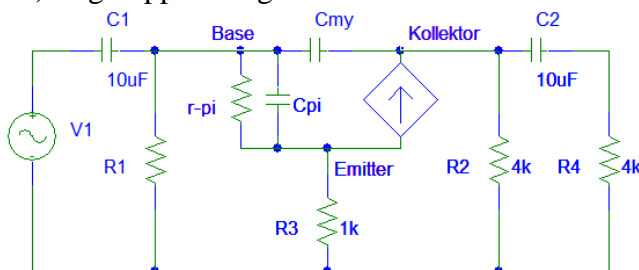 C1
Base
Cmy
Kollektor
C2
10uF
10uF
r-pi
Cpi
V1
R1
Emitter
R2
4k
R4
4k
R3
1k